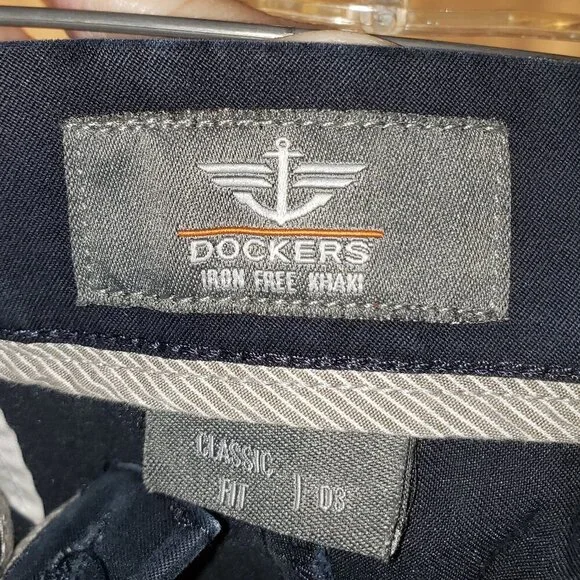 DOCKERS
IRON FREE KHAKI
CLASSIC
FIT | D3